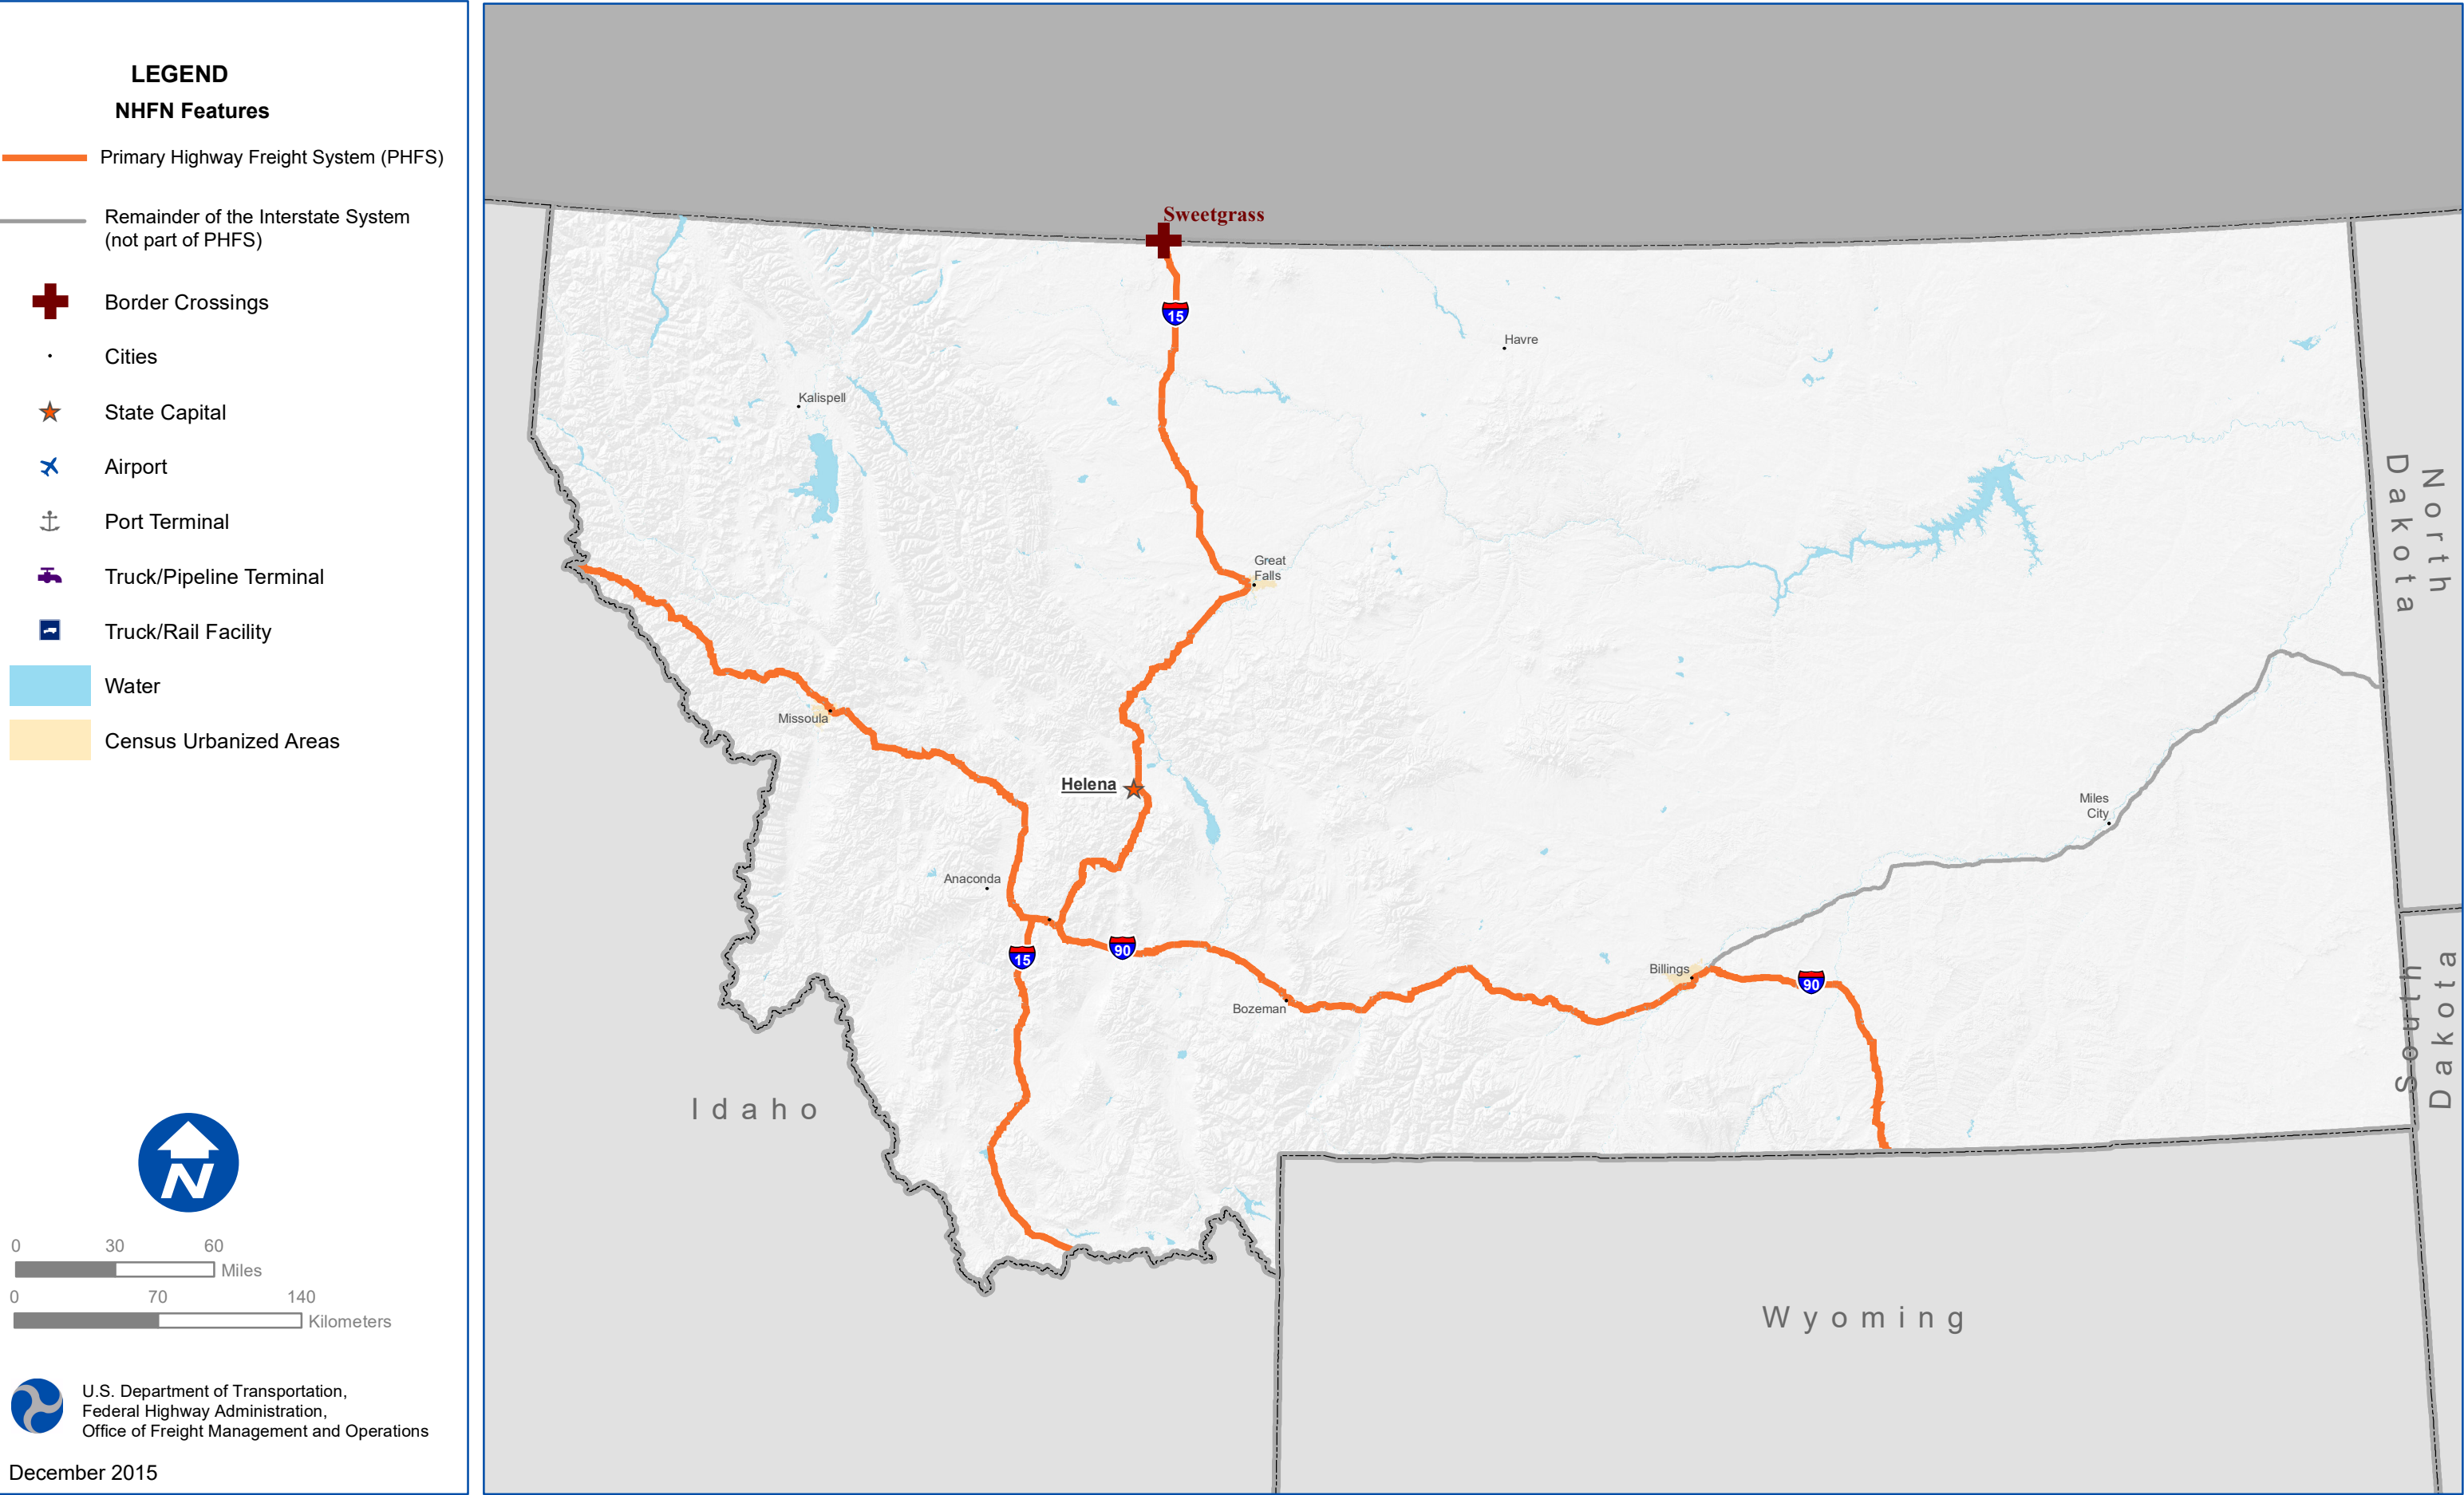 LEGEND
NHFN Features
Primary Highway Freight System (PHFS)
Remainder of the Interstate System
(not part of PHFS)
Border Crossings
Cities
State Capital
Airport
Port Terminal
Truck/Pipeline Terminal
Truck/Rail Facility
Water
Census Urbanized Areas
N
0 30 60
Miles
0 70 140
Kilometers
U.S. Department of Transportation,
Federal Highway Administration,
Office of Freight Management and Operations
December 2015
Sweetgrass
15
Havre
Kalispell
North
Dakota
Great
Falls
Missoula
Helena
Miles
City
Anaconda
15
90
Billings
90
Bozeman
South
Dakota
Idaho
Wyoming